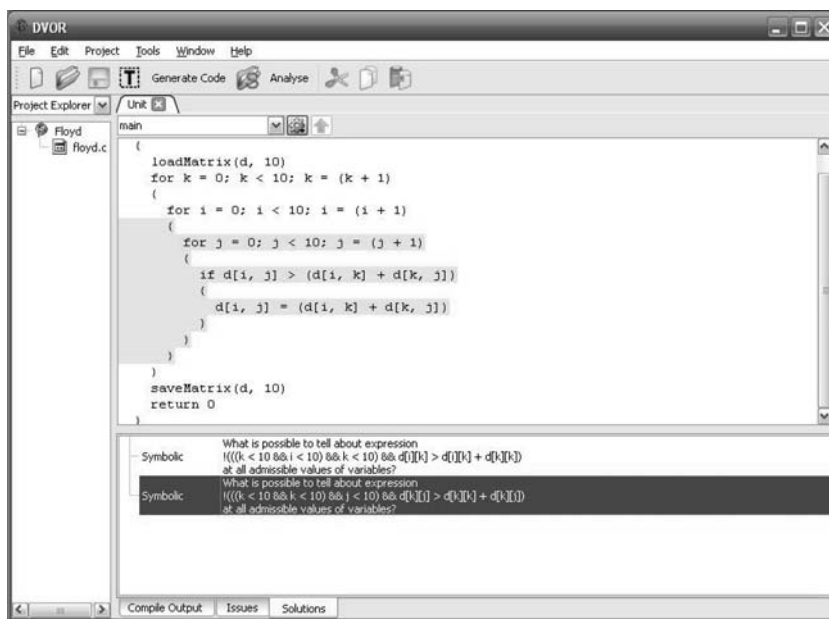 DVOR
File Edit Project Tools Window Help
T Generate Code Analyse
Project Explorer
Floyd
floyd.c
Unit
main
{
loadMatrix(d, 10)
for k = 0; k < 10; k = (k + 1)
{
for i = 0; i < 10; i = (i + 1)
{
for j = 0; j < 10; j = (j + 1)
{
if d[i, j] > (d[i, k] + d[k, j])
{
d[i, j] = (d[i, k] + d[k, j])
}
}
}
}
saveMatrix(d, 10)
return 0
}
What is possible to tell about expression
Symbolic !(((k < 10 && i < 10) && k < 10) && d[i][k] > d[i][k] + d[k][k])
at all admissible values of variables?
What is possible to tell about expression
Symbolic !(((k < 10 && k < 10) && j < 10) && d[k][j] > d[k][k] + d[k][j])
at all admissible values of variables?
Compile Output Issues Solutions